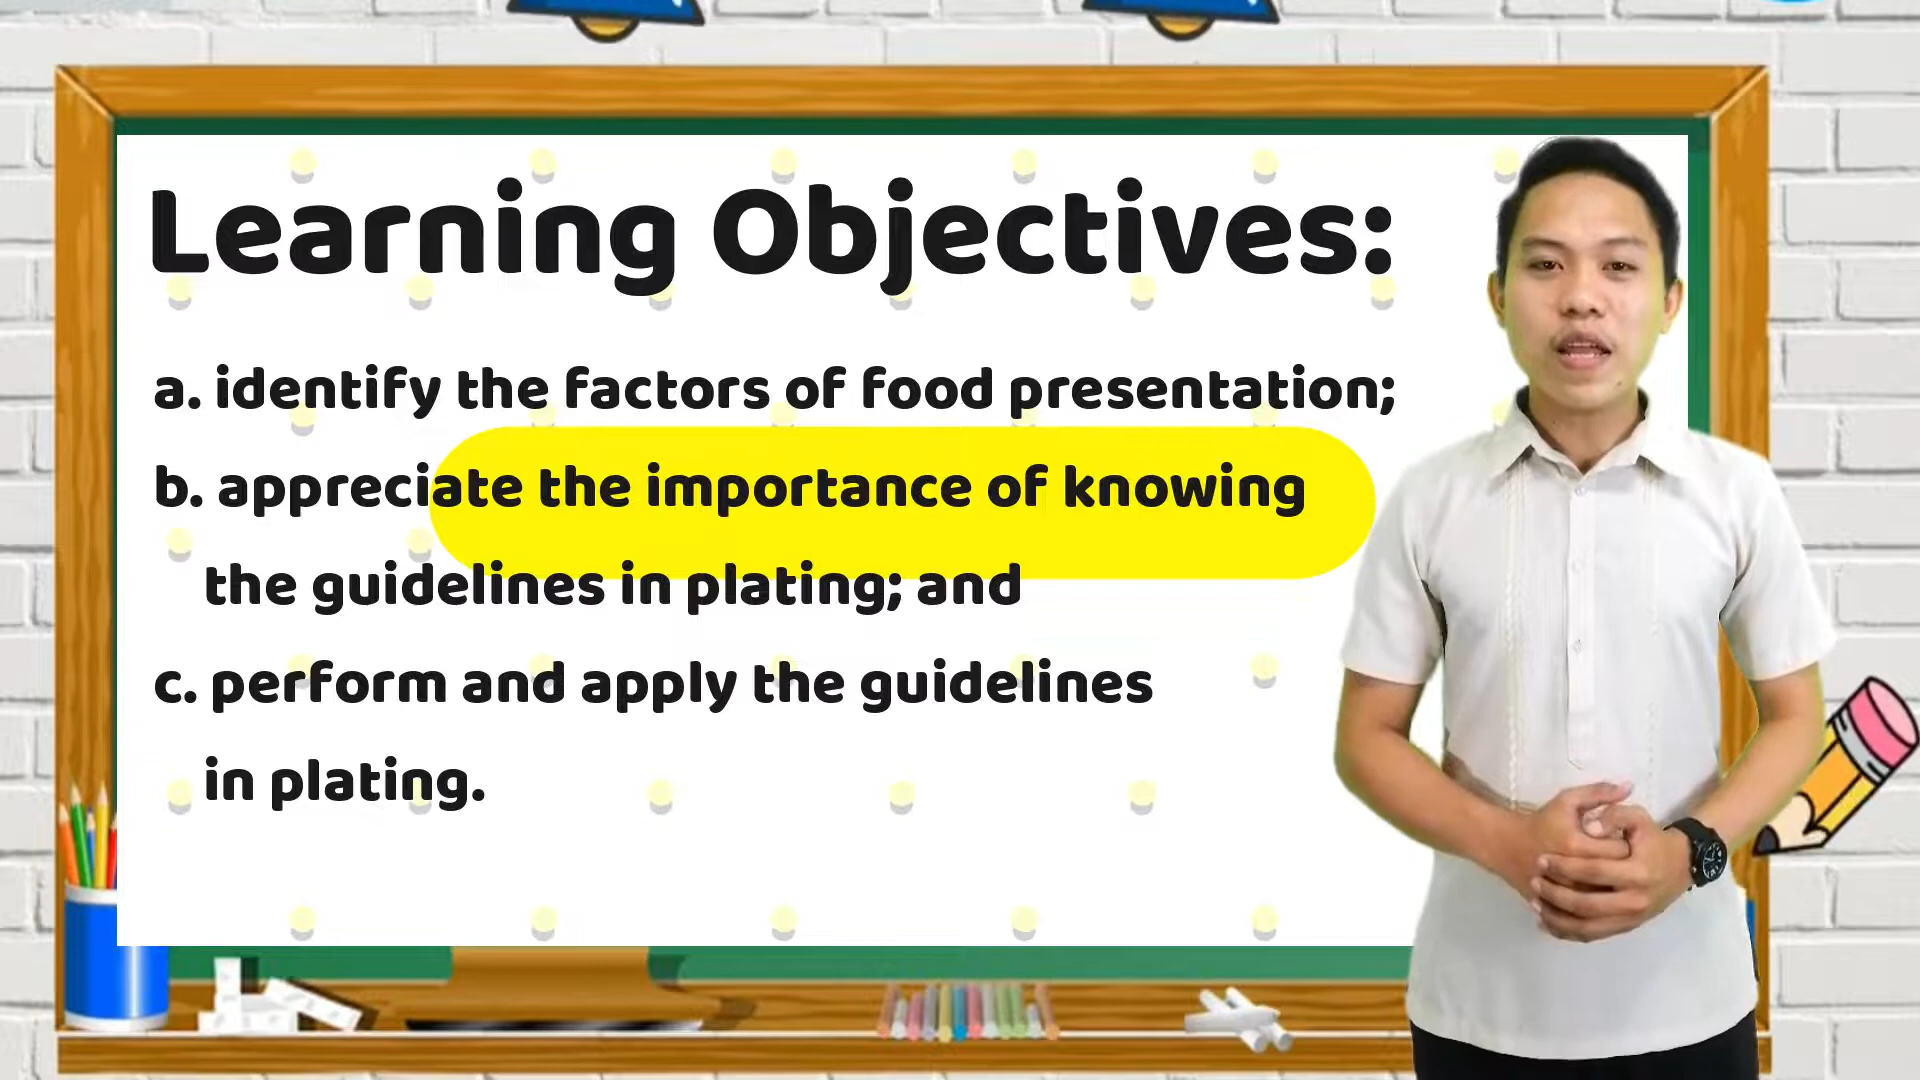 Learning Objectives:
a. identify the factors of food presentation;
b. appreciate the importance of knowing
the guidelines in plating; and
c. perform and apply the guidelines
in plating.